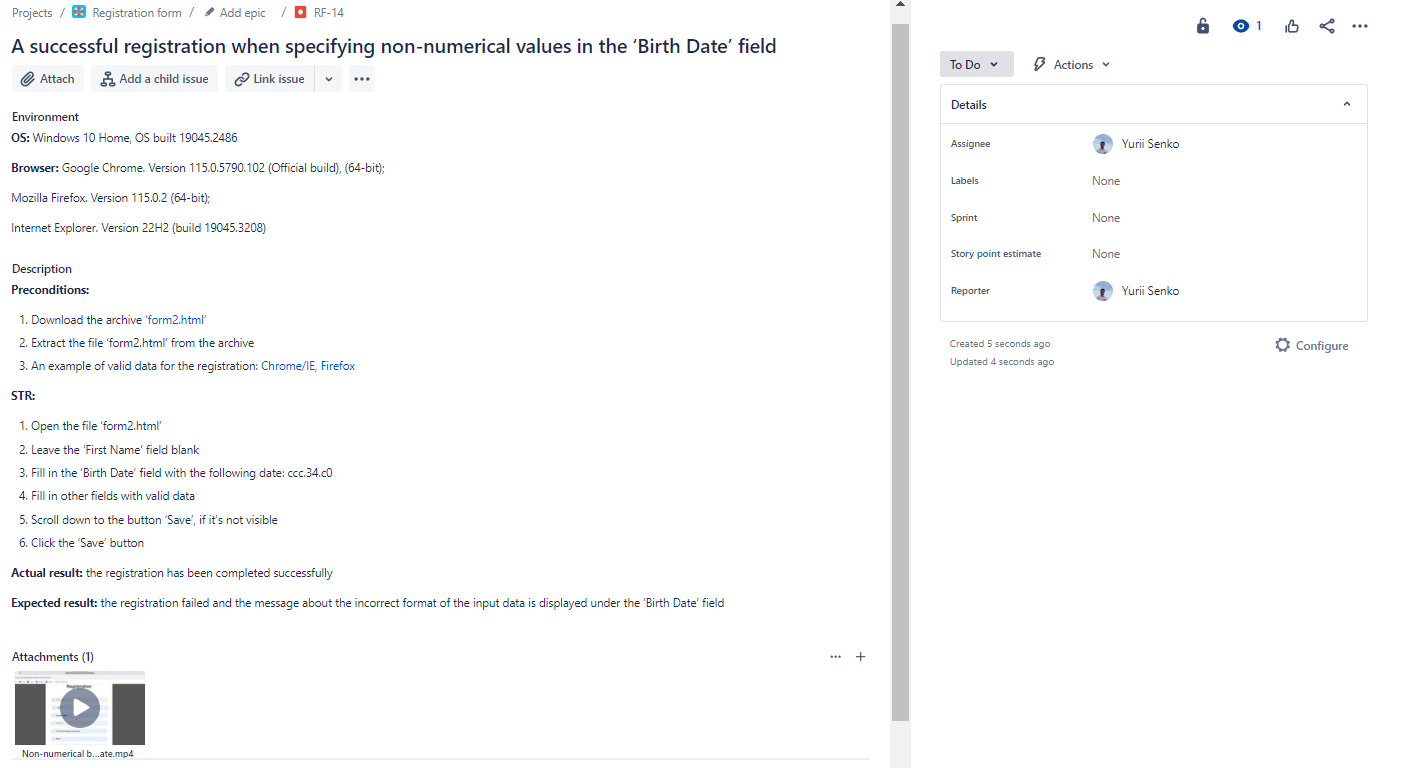 Projects / Registration form / Add epic / RF-14
A successful registration when specifying non-numerical values in the ‘Birth Date’ field
Attach Add a child issue Link issue
Environment
OS: Windows 10 Home, OS built 19045.2486
Browser: Google Chrome. Version 115.0.5790.102 (Official build), (64-bit);
Mozilla Firefox. Version 115.0.2 (64-bit);
Internet Explorer. Version 22H2 (build 19045.3208)
Description
Preconditions:
1. Download the archive ‘form2.html’
2. Extract the file ‘form2.html’ from the archive
3. An example of valid data for the registration: Chrome/IE, Firefox
STR:
1. Open the file ‘form2.html’
2. Leave the ‘First Name’ field blank
3. Fill in the ‘Birth Date’ field with the following date: ccc.34.c0
4. Fill in other fields with valid data
5. Scroll down to the button ‘Save’, if it's not visible
6. Click the ‘Save’ button
Actual result: the registration has been completed successfully
Expected result: the registration failed and the message about the incorrect format of the input data is displayed under the ‘Birth Date’ field
Attachments (1)
Registration
Non-numerical b...ate.mp4
1
To Do Actions
Details
Assignee Yurii Senko
Labels None
Sprint None
Story point estimate None
Reporter Yurii Senko
Created 5 seconds ago
Configure
Updated 4 seconds ago